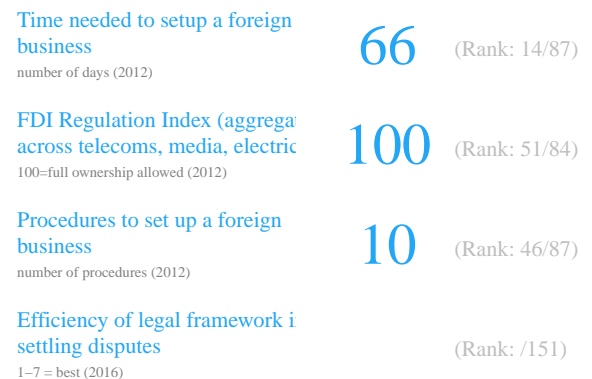 Time needed to setup a foreign
business
66
(Rank: 14/87)
number of days (2012)
FDI Regulation Index
across telecoms, media,
100
(Rank: 51/84)
100=full ownership allowed (2012)
Procedures to set up a foreign
business
10
(Rank: 46/87)
number of procedures (2012)
Efficiency of legal framework
settling disputes
(Rank: /151)
1–7 = best (2016)